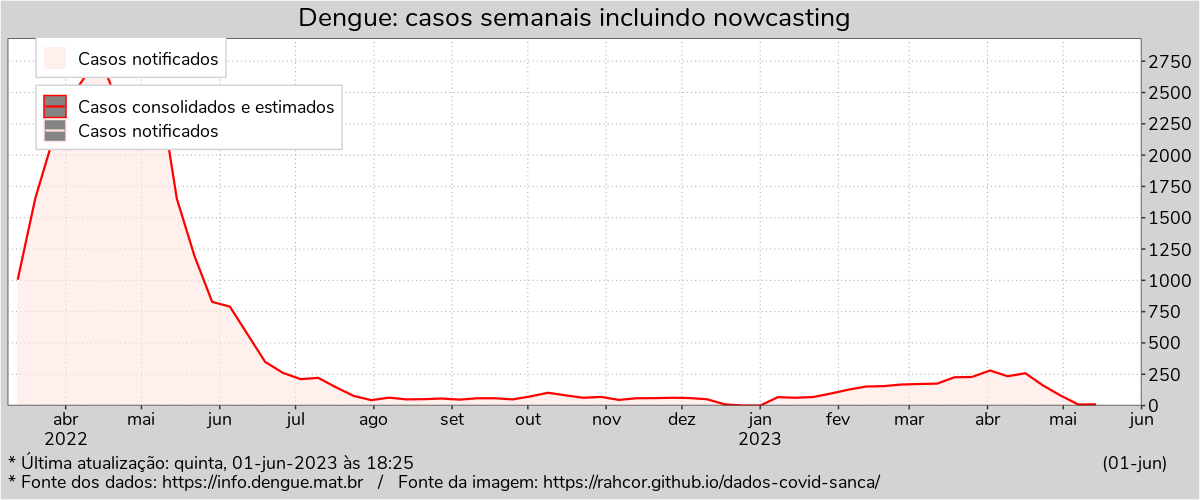 Dengue: casos semanais incluindo nowcasting
Casos notificados
Casos consolidados e estimados
Casos notificados
2750
2500
2250
2000
1750
1500
1250
1000
750
500
250
0
abr mai jun jul ago set out nov dez jan fev mar abr mai jun
2022 2023
* Última atualização: quinta, 01-jun-2023 às 18:25 (01-jun)
* Fonte dos dados: https://info.dengue.mat.br / Fonte da imagem: https://rahcor.github.io/dados-covid-sanca/